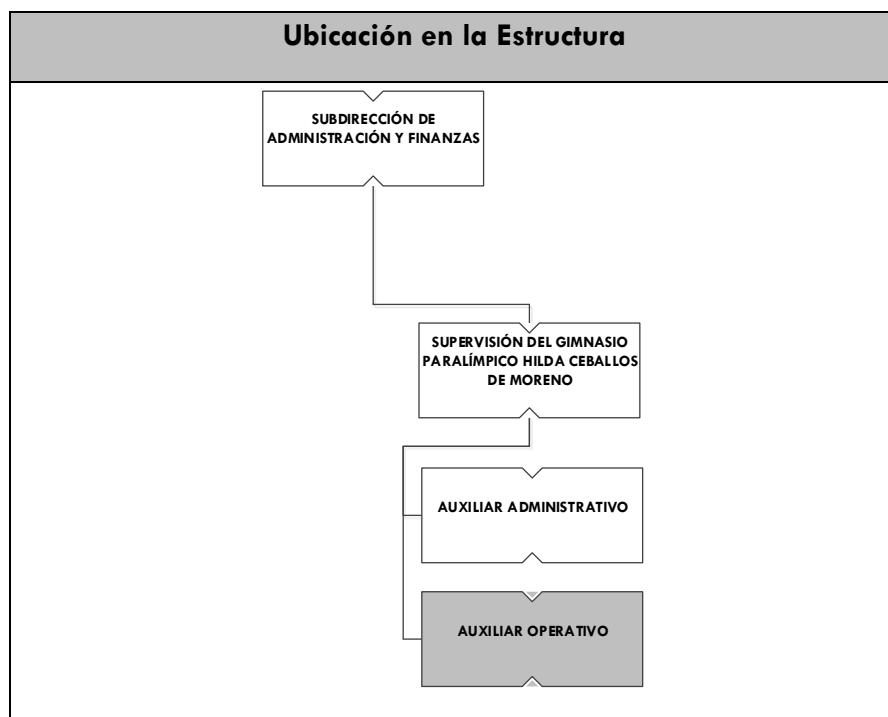 Ubicación en la Estructura
SUBDIRECCIÓN DE
ADMINISTRACIÓN Y FINANZAS
SUPERVISIÓN DEL GIMNASIO
PARALÍMPICO HILDA CEBALLOS
DE MORENO
AUXILIAR ADMINISTRATIVO
AUXILIAR OPERATIVO